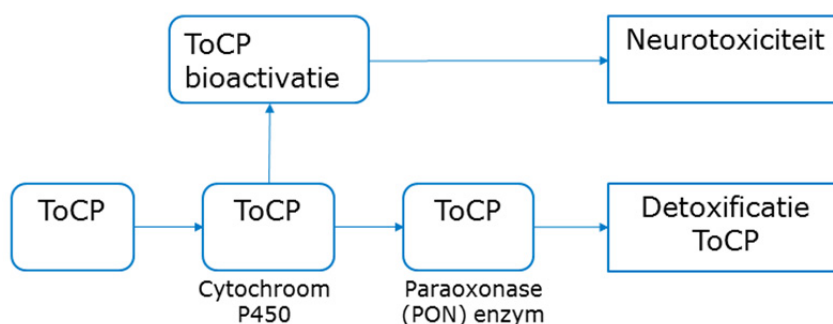 ToCP
bioactivatie
Neurotoxiciteit
ToCP
ToCP
Cytochroom
P450
ToCP
Paraoxonase
(PON) enzym
Detoxificatie
ToCP